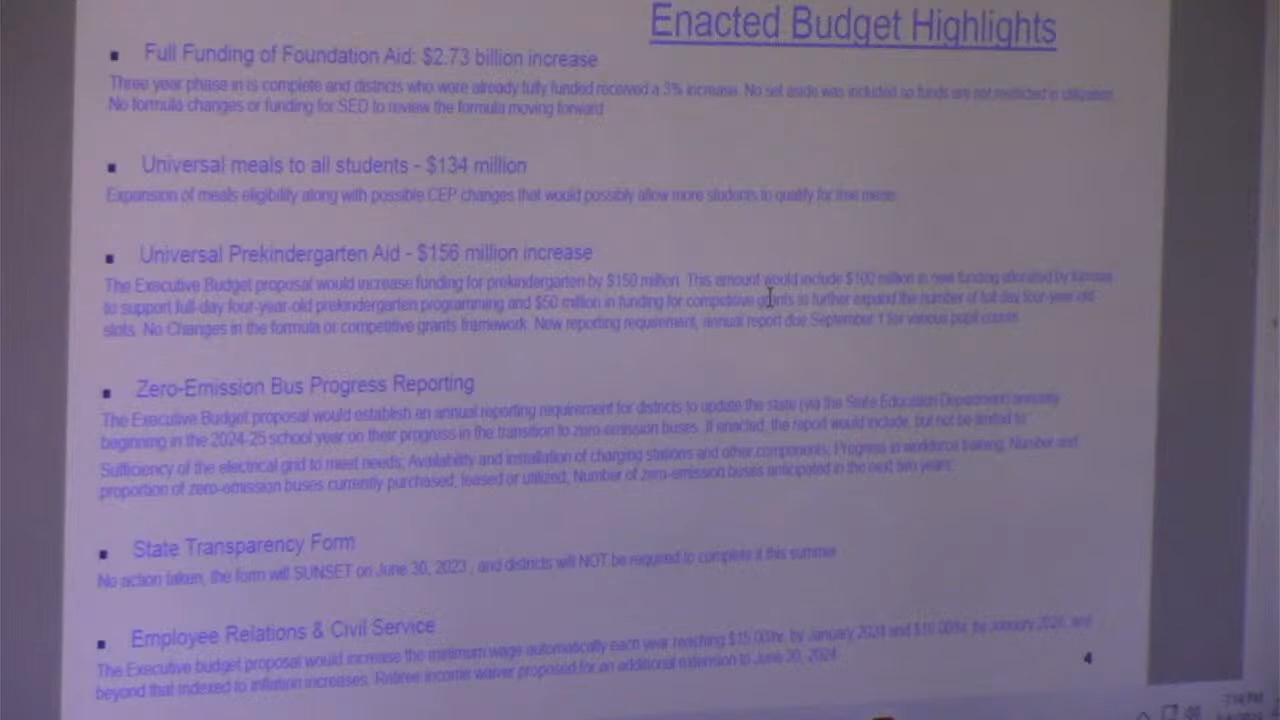 Enacted Budget Highlights
▪ Full Funding of Foundation Aid: $2.73 billion increase
Three year phase in is complete and districts who were already fully funded received a 3% increase. No set aside was included so funds are not restricted in utilization.
No formula changes or funding for SED to review the formula moving forward
▪ Universal meals to all students - $134 million
Expansion of meals eligibility along with possible CEP changes that would possibly allow more students to qualify for free meals
▪ Universal Prekindergarten Aid - $156 million increase
The Executive Budget proposal would increase funding for prekindergarten by $150 million. This amount would include $100 million in new funding allocated by formula
to support full-day four-year-old prekindergarten programming and $50 million in funding for competitive grants to further expand the number of full day four-year-old
slots. No Changes in the formula or competitive grants framework. New reporting requirement, annual report due September 1 for various pupil counts
▪ Zero-Emission Bus Progress Reporting
The Executive Budget proposal would establish an annual reporting requirement for districts to update the state (via the State Education Department) annually
beginning in the 2024-25 school year on their progress in the transition to zero-emission buses. If enacted, the report would include, but not be limited to
Sufficiency of the electrical grid to meet needs; Availability and installation of charging stations and other components; Progress in workforce training; Number and
proportion of zero-emission buses currently purchased, leased or utilized; Number of zero-emission buses anticipated in the next two years;
▪ State Transparency Form
No action taken, the form will SUNSET on June 30, 2023 , and districts will NOT be required to complete it this summer
▪ Employee Relations & Civil Service
The Executive budget proposal would increase the minimum wage automatically each year reaching by January and by January and
beyond that indexed to inflation increases. Retiree income waiver proposed for an additional extension to June 30, 2024
4